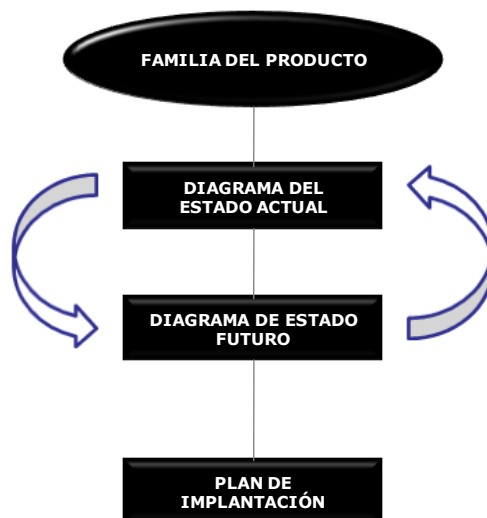 FAMILIA DEL PRODUCTO
DIAGRAMA DEL
ESTADO ACTUAL
DIAGRAMA DE ESTADO
FUTURO
PLAN DE
IMPLANTACIÓN